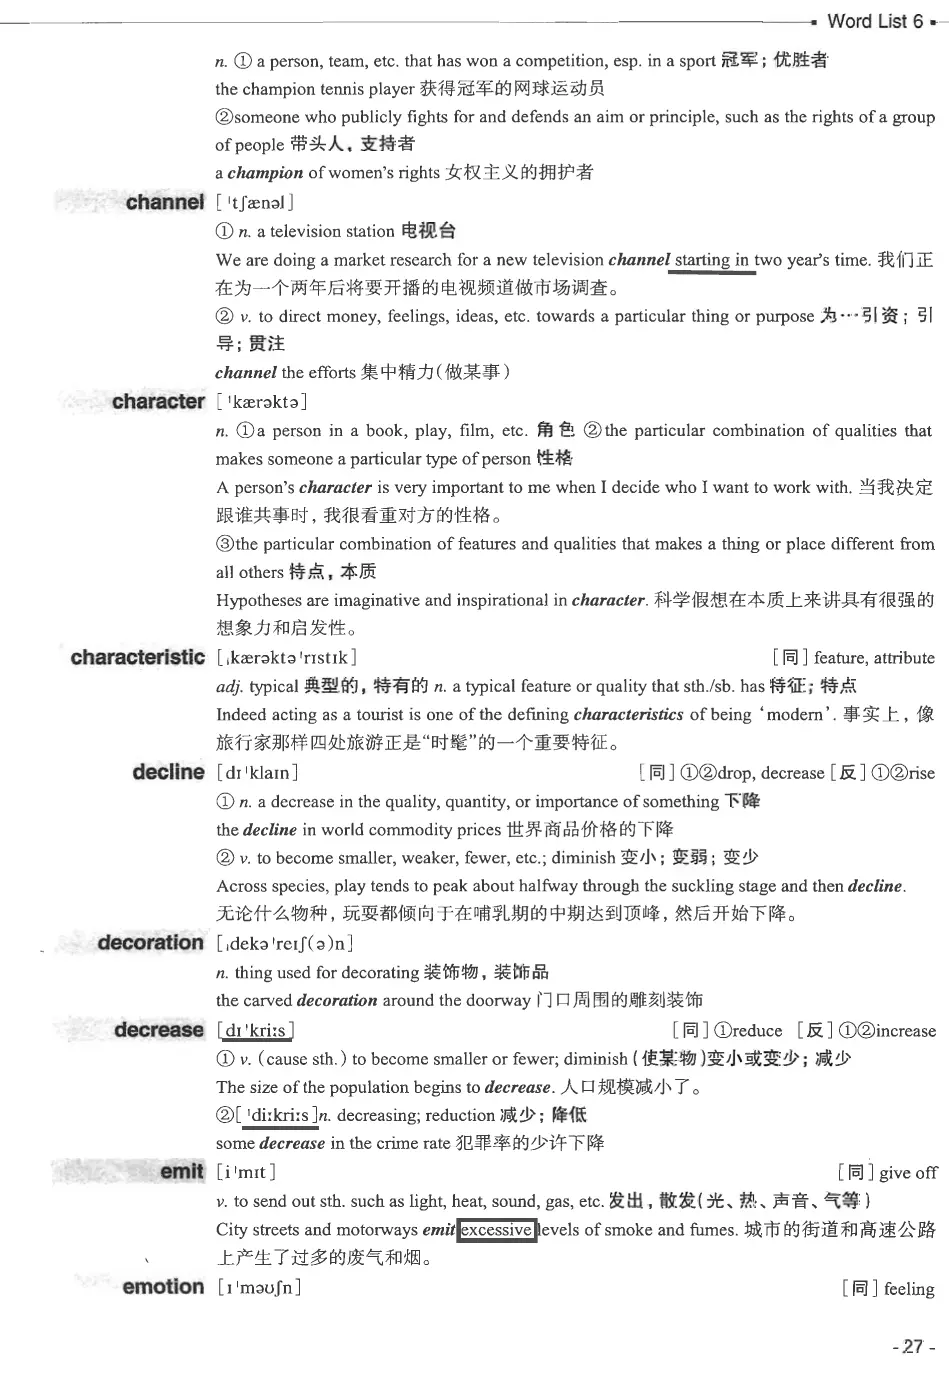 Word List 6
n. ① a person, team, etc. that has won a competition, esp. in a sport 冠军；优胜者
the champion tennis player 获得冠军的网球运动员
②someone who publicly fights for and defends an aim or principle, such as the rights of a group
of people 带头人，支持者
a champion of women's rights 女权主义的拥护者
channel [ˈtʃænəl]
① n. a television station 电视台
We are doing a market research for a new television channel starting in two year's time. 我们正
在为一个两年后将要开播的电视频道做市场调查。
② v. to direct money, feelings, ideas, etc. towards a particular thing or purpose 为…引资；引
导；贯注
channel the efforts 集中精力(做某事)
character [ˈkærəktə]
n. ①a person in a book, play, film, etc. 角色 ②the particular combination of qualities that
makes someone a particular type of person 性格
A person's character is very important to me when I decide who I want to work with. 当我决定
跟谁共事时，我很看重对方的性格。
③the particular combination of features and qualities that makes a thing or place different from
all others 特点，本质
Hypotheses are imaginative and inspirational in character. 科学假想在本质上来讲具有很强的
想象力和启发性。
characteristic [ˌkærəktəˈrɪstɪk] [同] feature, attribute
adj. typical 典型的，特有的 n. a typical feature or quality that sth./sb. has 特征；特点
Indeed acting as a tourist is one of the defining characteristics of being ‘modern’. 事实上，像
旅行家那样四处旅游正是“时髦”的一个重要特征。
decline [dɪˈklaɪn] [同] ①②drop, decrease [反] ①②rise
① n. a decrease in the quality, quantity, or importance of something 下降
the decline in world commodity prices 世界商品价格的下降
② v. to become smaller, weaker, fewer, etc.; diminish 变小；变弱；变少
Across species, play tends to peak about halfway through the suckling stage and then decline.
无论什么物种，玩耍都倾向于在哺乳期的中期达到顶峰，然后开始下降。
decoration [ˌdekəˈreɪʃ(ə)n]
n. thing used for decorating 装饰物，装饰品
the carved decoration around the doorway 门口周围的雕刻装饰
decrease [dɪˈkriːs] [同] ①reduce [反] ①②increase
① v. (cause sth.) to become smaller or fewer; diminish (使某物)变小或变少；减少
The size of the population begins to decrease. 人口规模减小了。
②[ˈdiːkriːs]n. decreasing; reduction 减少；降低
some decrease in the crime rate 犯罪率的少许下降
emit [iˈmɪt] [同] give off
v. to send out sth. such as light, heat, sound, gas, etc. 发出，散发(光、热、声音、气等)
City streets and motorways emit excessive levels of smoke and fumes. 城市的街道和高速公路
上产生了过多的废气和烟。
emotion [ɪˈməʊʃn] [同] feeling
- 27 -